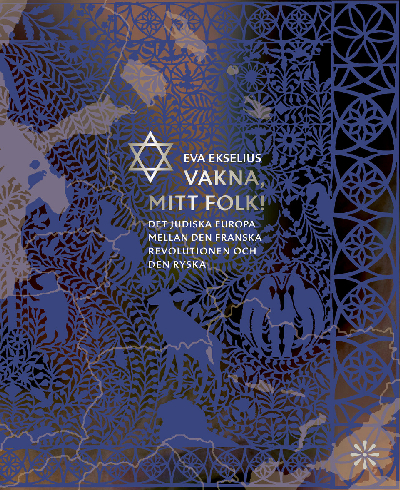 EVA EKSELIUS
VAKNA,
MITT FOLK!
DET JUDISKA EUROPA
MELLAN DEN FRANSKA
REVOLUTIONEN OCH
DEN RYSKA